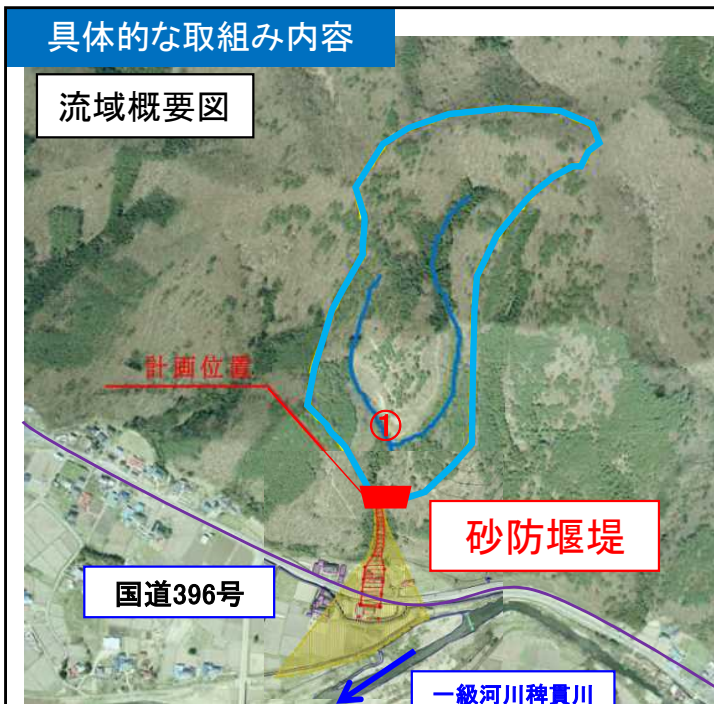 具体的な取組み内容
流域概要図
計画位置
①
砂防堰堤
国道396号
一級河川稗貫川